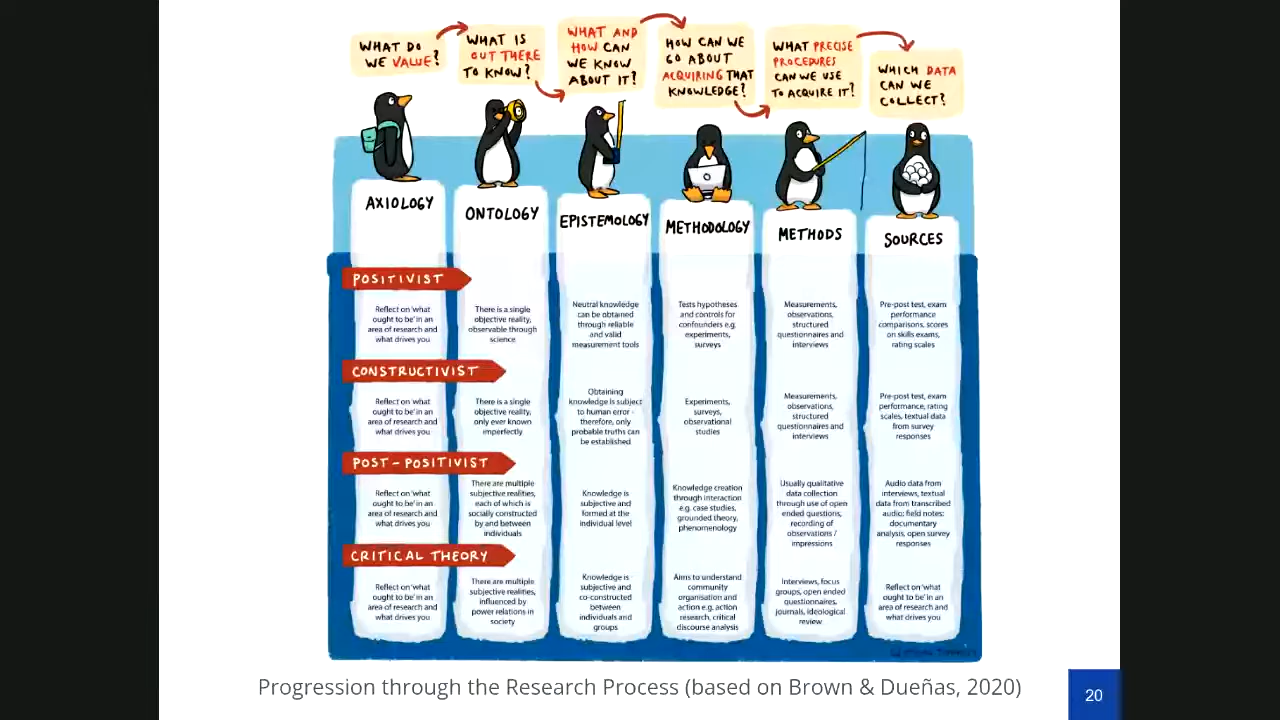 WHAT DO
WE VALUE?
WHAT IS
OUT THERE
TO KNOW?
WHAT AND
HOW CAN
WE KNOW
ABOUT IT?
HOW CAN WE
GO ABOUT
ACQUIRING THAT
KNOWLEDGE?
WHAT PRECISE
PROCEDURES
CAN WE USE
TO ACQUIRE IT?
WHICH DATA
CAN WE
COLLECT?
AXIOLOGY
ONTOLOGY
EPISTEMOLOGY
METHODOLOGY
METHODS
SOURCES
POSITIVIST
Reflect on 'what
ought to be' in an
area of research and
what drives you
There is a single
objective reality,
observable through
science
Neutral knowledge
can be obtained
through reliable
and valid
measurement tools
Tests hypotheses
and controls for
confounders e.g.
experiments,
surveys
Measurements,
observations,
structured
questionnaires and
interviews
Pre-post test, exam
performance
comparisons, scores
on skills exams,
rating scales
CONSTRUCTIVIST
Reflect on 'what
ought to be' in an
area of research and
what drives you
There is a single
objective reality,
only ever known
imperfectly
Obtaining
knowledge is subject
to human error -
therefore, only
probable truths can
be established
Experiments,
surveys,
observational
studies
Measurements,
observations,
structured
questionnaires and
interviews
Pre-post test, exam
performance, rating
scales, textual data
from survey
responses
POST-POSITIVIST
Reflect on 'what
ought to be' in an
area of research and
what drives you
There are multiple
subjective realities,
each of which is
socially constructed
by and between
individuals
Knowledge is
subjective and
formed at the
individual level
Knowledge creation
through interaction
e.g. case studies,
grounded theory,
phenomenology
Usually qualitative
data collection
through use of open
ended questions,
recording of
observations /
impressions
Audio data from
interviews, textual
data from transcribed
audio; field notes;
documentary
analysis, open survey
responses
CRITICAL THEORY
Reflect on 'what
ought to be' in an
area of research and
what drives you
There are multiple
subjective realities,
influenced by
power relations in
society
Knowledge is
subjective and
co-constructed
between
individuals and
groups
Aims to understand
community
organisation and
action e.g. action
research, critical
discourse analysis
Interviews, focus
groups, open ended
questionnaires,
journals, ideological
review
Reflect on 'what
ought to be' in an
area of research and
what drives you
Progression through the Research Process (based on Brown & Dueñas, 2020)
20